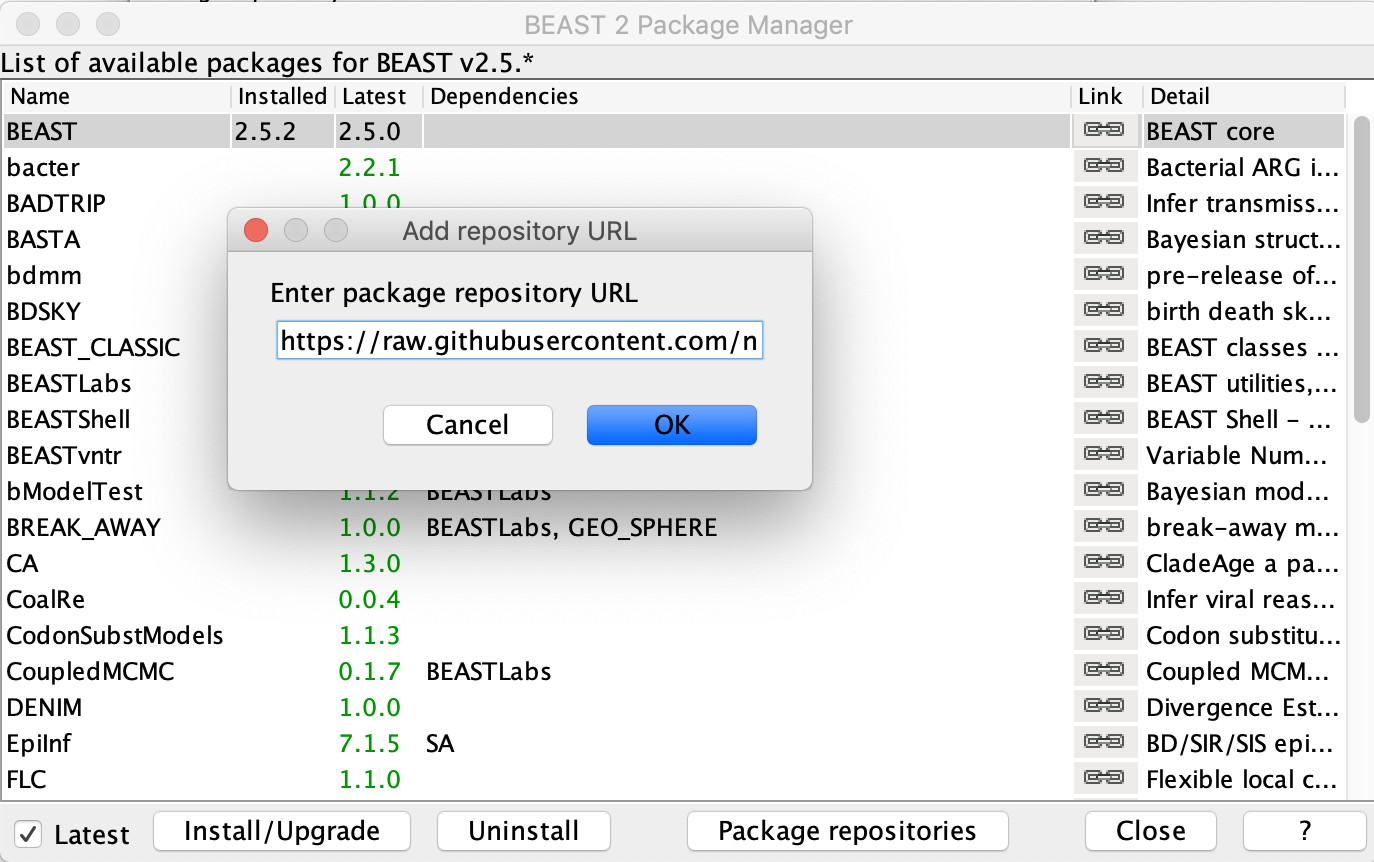 BEAST 2 Package Manager
List of available packages for BEAST v2.5.*
Name Installed Latest Dependencies Link Detail
BEAST 2.5.2 2.5.0 BEAST core
bacter 2.2.1 Bacterial ARG i...
BADTRIP 1.0.0 Infer transmiss...
BASTA Bayesian struct...
bdmm pre-release of...
BDSKY birth death sk...
BEAST_CLASSIC BEAST classes ...
BEASTLabs BEAST utilities,...
BEASTShell BEAST Shell – ...
BEASTvntr Variable Num...
bModelTest 1.1.2 BEASTLabs Bayesian mod...
BREAK_AWAY 1.0.0 BEASTLabs, GEO_SPHERE break-away m...
CA 1.3.0 CladeAge a pa...
CoalRe 0.0.4 Infer viral reas...
CodonSubstModels 1.1.3 Codon substitu...
CoupledMCMC 0.1.7 BEASTLabs Coupled MCM...
DENIM 1.0.0 Divergence Est...
EpiInf 7.1.5 SA BD/SIR/SIS epi...
FLC 1.1.0 Flexible local c...
Add repository URL
Enter package repository URL
https://raw.githubusercontent.com/n
Cancel OK
Latest Install/Upgrade Uninstall Package repositories Close ?